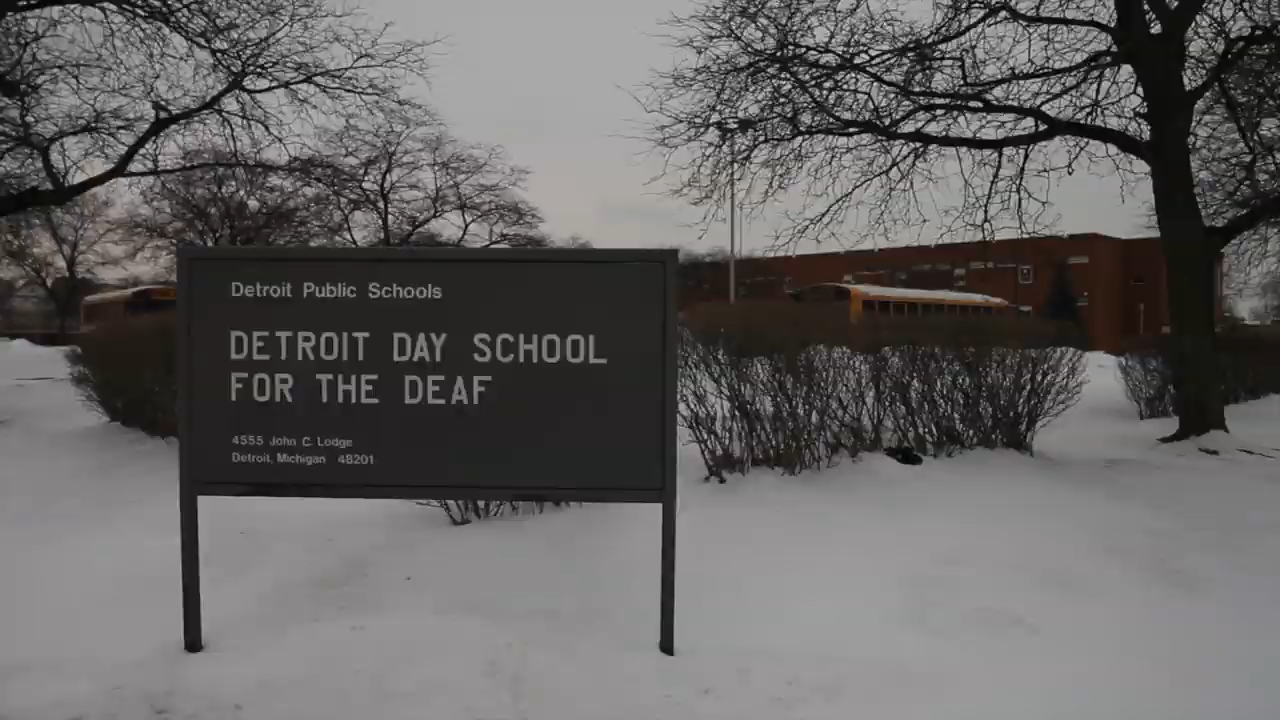 Detroit Public Schools
DETROIT DAY SCHOOL
FOR THE DEAF
4555 John C. Lodge
Detroit, Michigan 48201